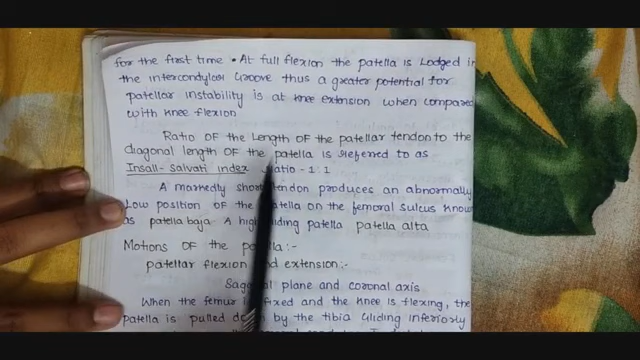 for the first time • At full flexion the patella is Lodged in
the intercondylar Groove thus a greater potential for
patellar instability is at knee extension when compared
with knee flexion
Ratio OF the Length OF the patellar tendon to the
diagonal length OF the patella is referred to as
Insall-Salvati index ratio - 1:1
A markedly short tendon produces an abnormally
Low position of the patella on the femoral sulcus known
as patella baja A high riding patella patella alta
Motions OF the patella:-
patellar flexion and extension:-
Sagittal plane and coronal axis
When the femur is fixed and the knee is flexing, the
patella is pulled down by the tibia Gliding inferiorly